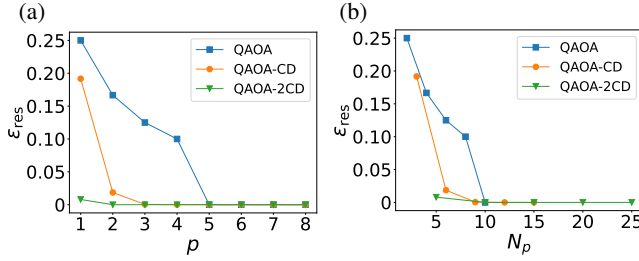 (a)
0.25
0.20
0.15
0.10
0.05
0
ε_res
1 2 3 4 5 6 7 8
p
QAOA
QAOA-CD
QAOA-2CD
(b)
0.25
0.20
0.15
0.10
0.05
0
ε_res
5 10 15 20 25
N_p
QAOA
QAOA-CD
QAOA-2CD